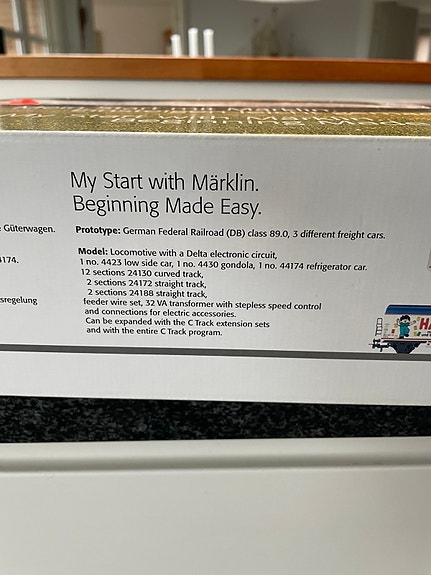 My Start with Märklin.
Beginning Made Easy.
Güterwagen.
Prototype: German Federal Railroad (DB) class 89.0, 3 different freight cars.
Model: Locomotive with a Delta electronic circuit,
1 no. 4423 low side car, 1 no. 4430 gondola, 1 no. 44174 refrigerator car.
12 sections 24130 curved track,
2 sections 24172 straight track,
2 sections 24188 straight track,
feeder wire set, 32 VA transformer with stepless speed control
and connections for electric accessories.
Can be expanded with the C Track extension sets
and with the entire C Track program.